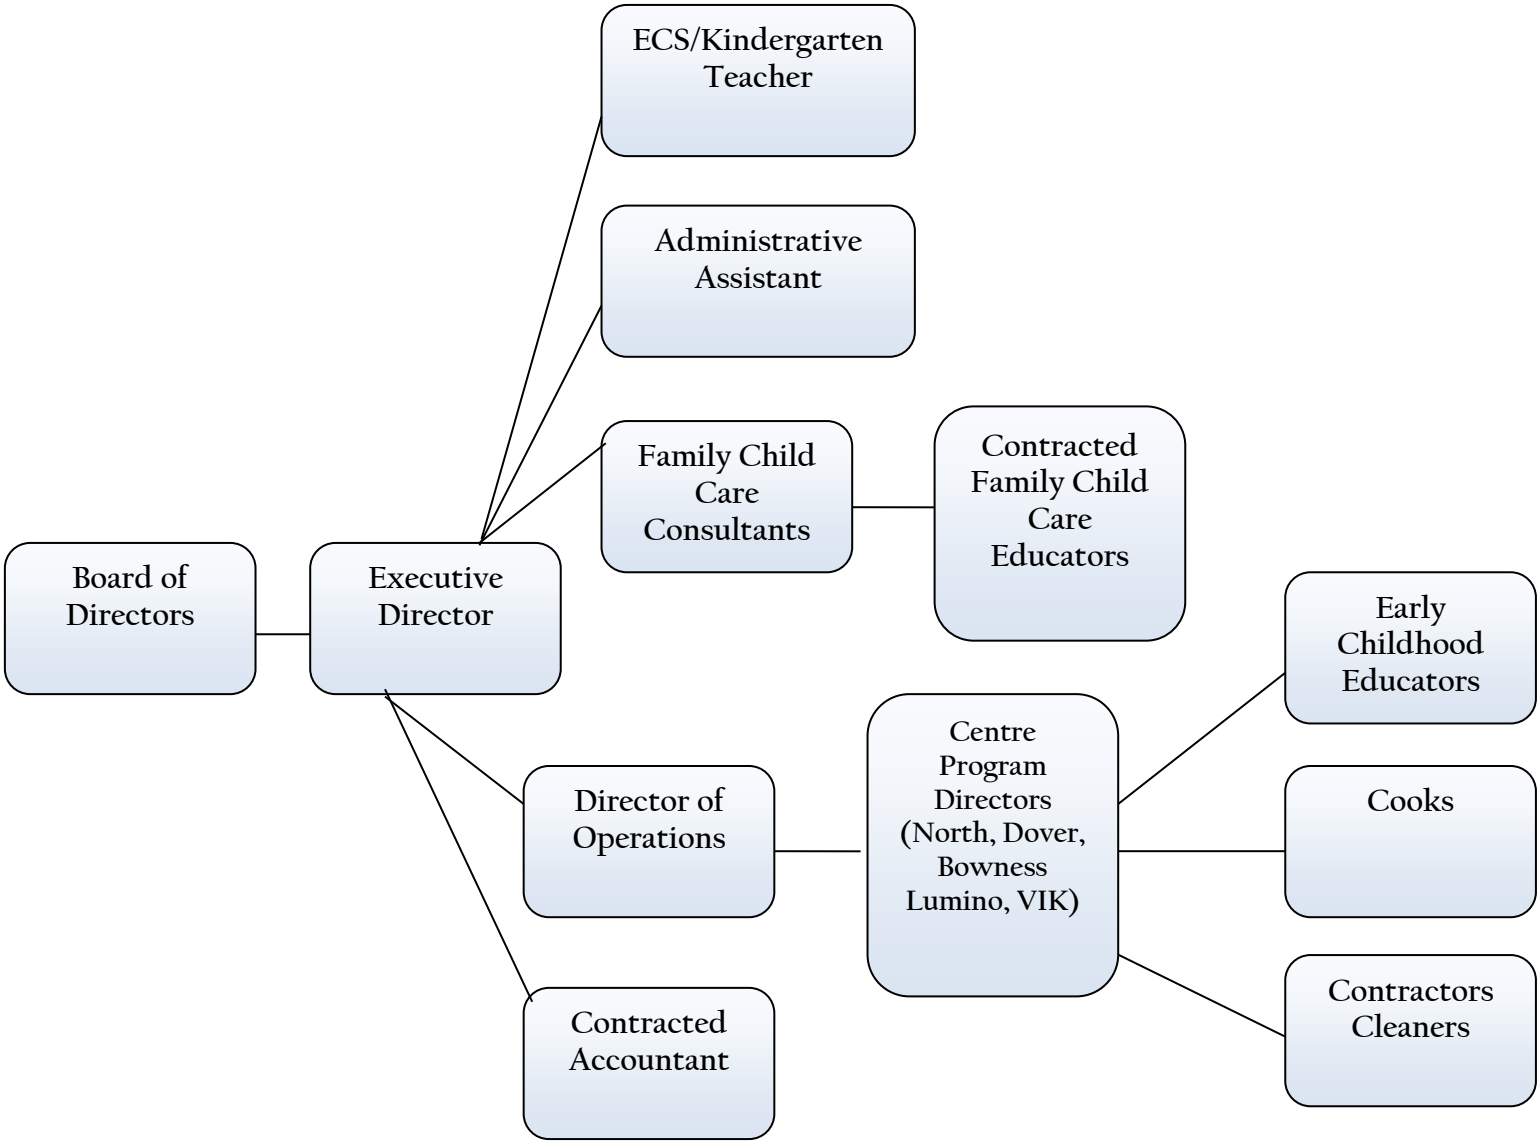 ECS/Kindergarten
Teacher
Administrative
Assistant
Family Child
Care
Consultants
Contracted
Family Child
Care
Educators
Board of
Directors
Executive
Director
Early
Childhood
Educators
Centre
Program
Directors
(North, Dover,
Bowness
Lumino, VIK)
Director of
Operations
Cooks
Contractors
Cleaners
Contracted
Accountant